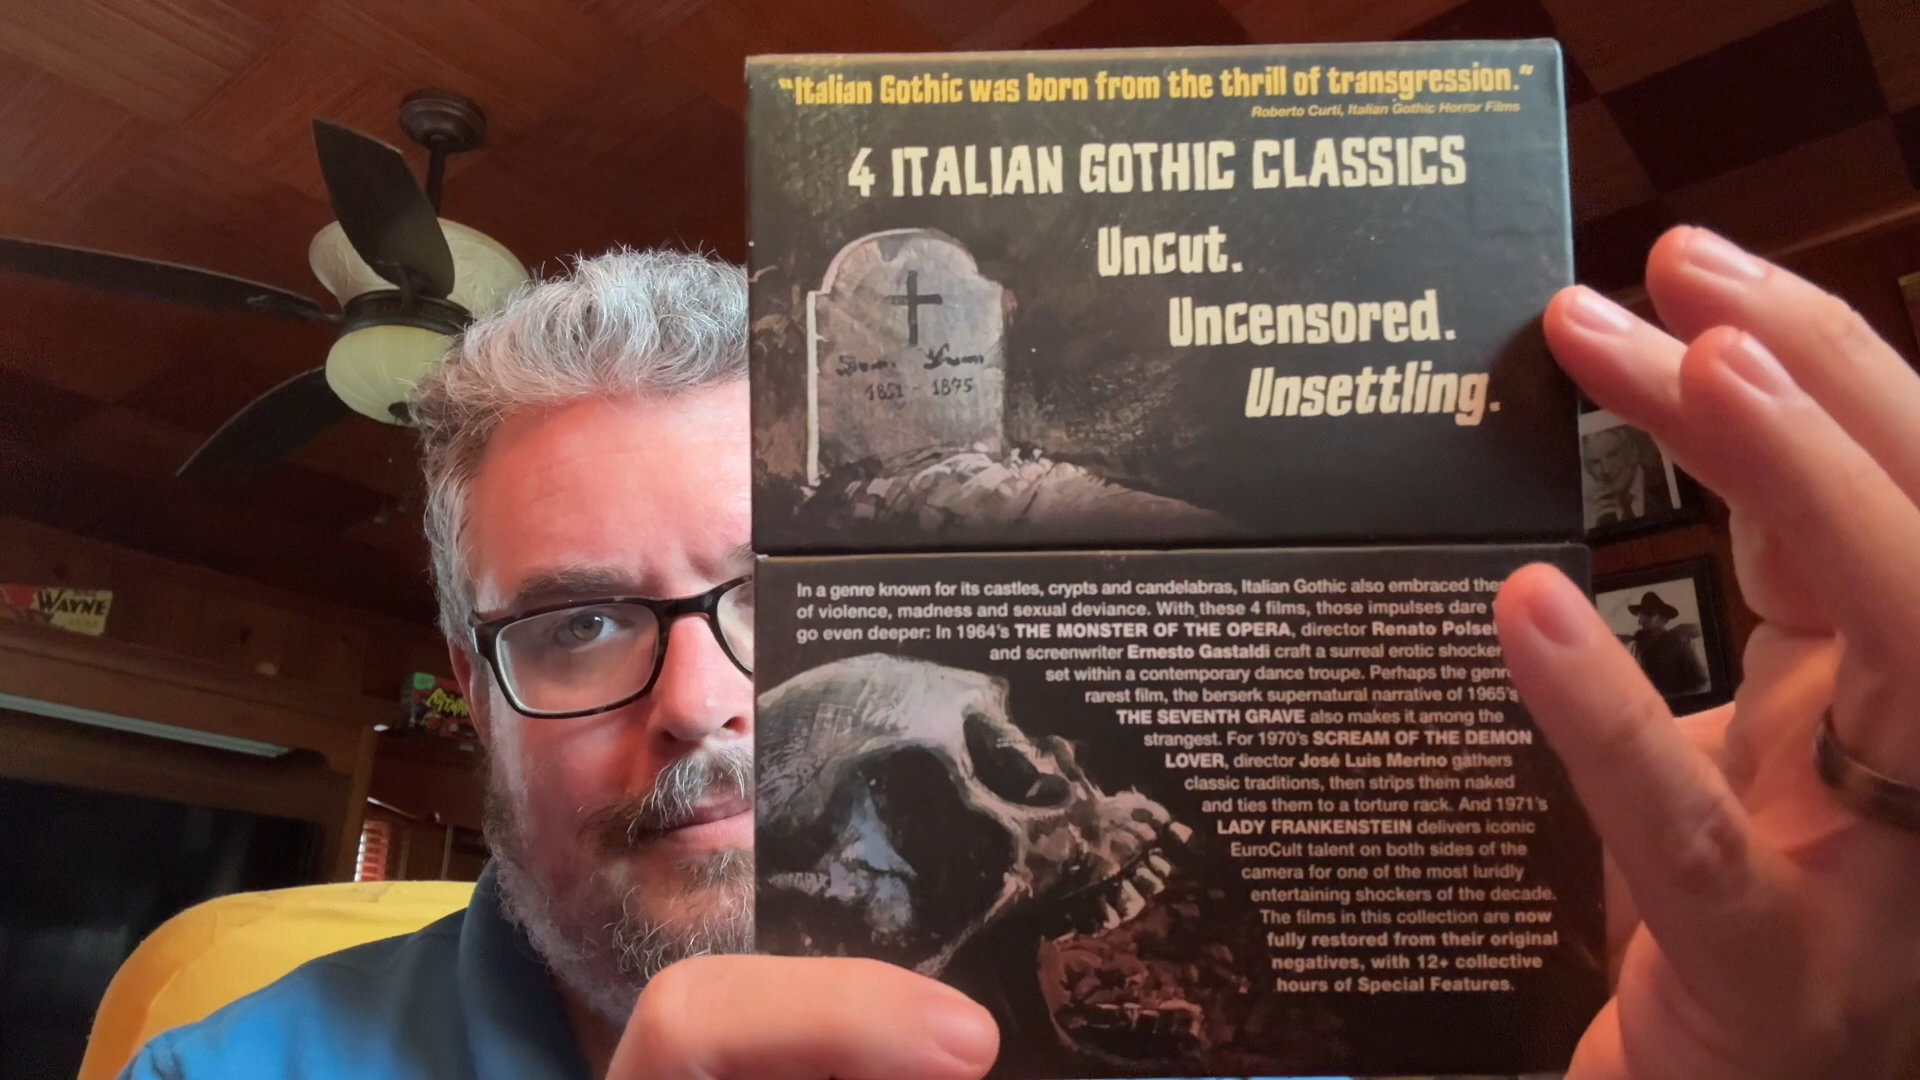 "Italian Gothic was born from the thrill of transgression."
Roberto Curti, Italian Gothic Horror Films
4 ITALIAN GOTHIC CLASSICS
Uncut.
Uncensored.
Unsettling.
1851 - 1875
In a genre known for its castles, crypts and candelabras, Italian Gothic also embraced
of violence, madness and sexual deviance. With these 4 films, those impulses dare
go even deeper: In 1964's THE MONSTER OF THE OPERA, director Renato
and screenwriter Ernesto Gastaldi craft a surreal erotic shocker
set within a contemporary dance troupe. Perhaps the
rarest film, the berserk supernatural narrative of 1965's
THE SEVENTH GRAVE also makes it among the
strangest. For 1970's SCREAM OF THE DEMON
LOVER, director José Luis Merino gathers
classic traditions, then strips them naked
and ties them to a torture rack. And 1971's
LADY FRANKENSTEIN delivers iconic
EuroCult talent on both sides of the
camera for one of the most luridly
entertaining shockers of the decade.
The films in this collection are now
fully restored from their original
negatives, with 12+ collective
hours of Special Features.
WAYNE